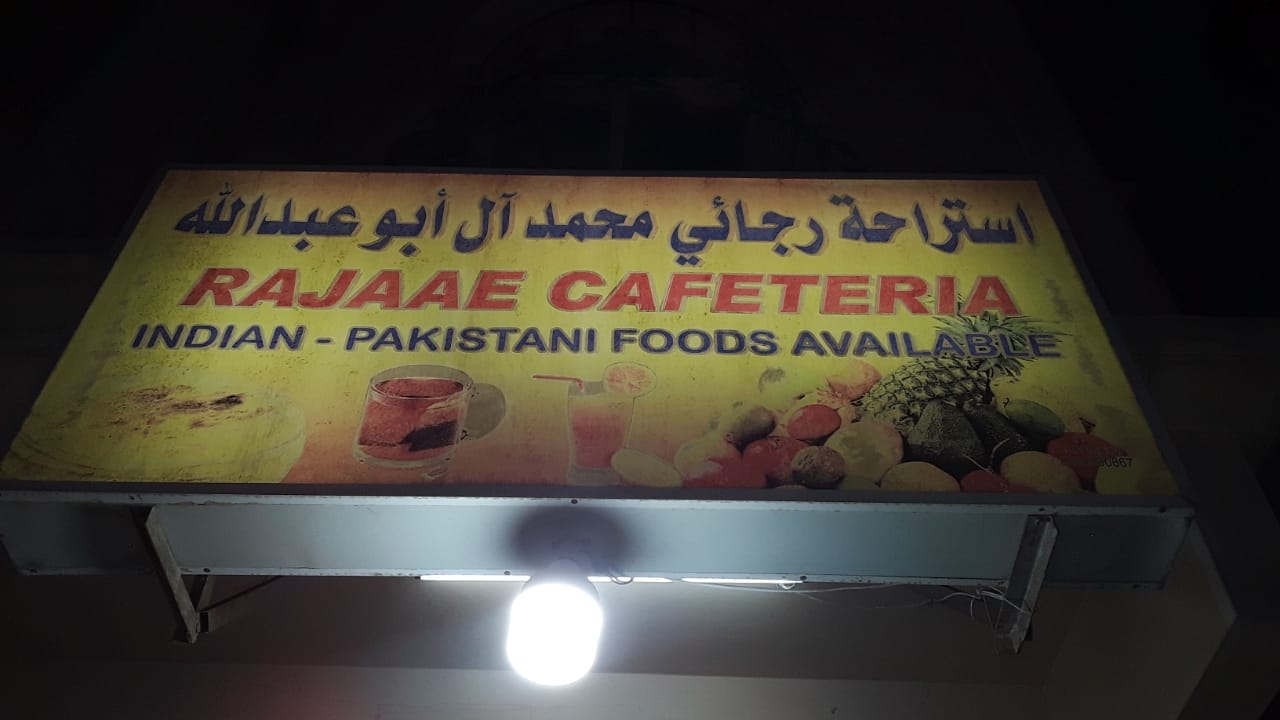 استراحة رجائي محمد آل أبو عبدالله
RAJAAE CAFETERIA
INDIAN - PAKISTANI FOODS AVAILABLE